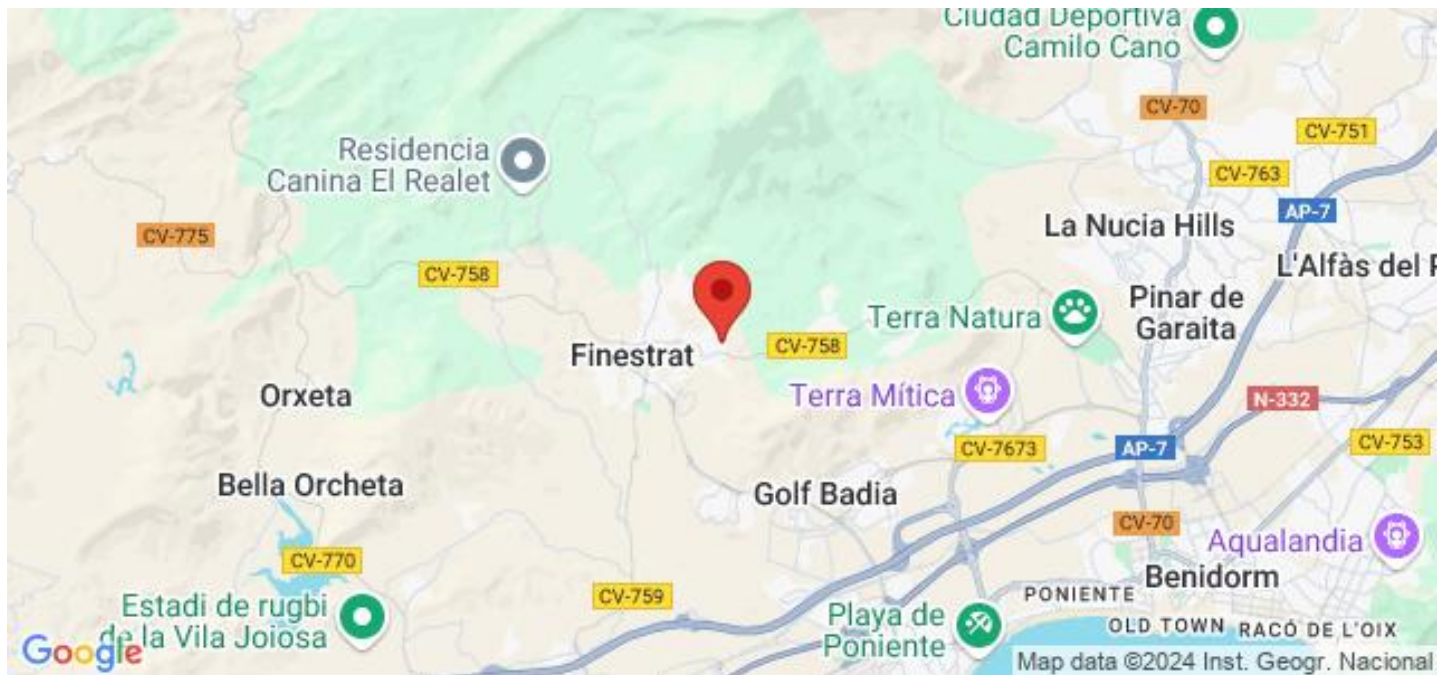 Ciudad Deportiva
Camilo Cano
CV-70
CV-751
Residencia
Canina El Realet
CV-763
AP-7
La Nucia Hills
CV-775
CV-758
L'Alfàs del
Terra Natura
Pinar de
Garaita
Finestrat
CV-758
Orxeta
Terra Mítica
N-332
CV-7673
AP-7
CV-753
Bella Orcheta
Golf Badia
CV-70
Aqualandia
CV-770
Benidorm
CV-759
PONIENTE
Estadi de rugbi
de la Vila Joiosa
Playa de
Poniente
OLD TOWN
RACÓ DE L'OIX
Google
Map data ©2024 Inst. Geogr. Nacional